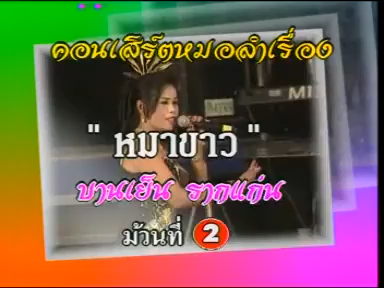 คอนเสิร์ตหมอลำเรื่อง
" หมาขาว "
บานเย็น รากแก่น
ม้วนที่ 2